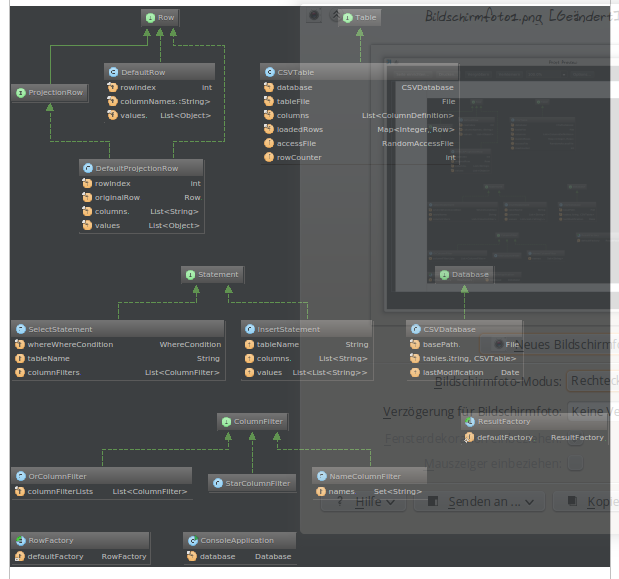 Row
Table
Bildschirmfoto1.png [Geändert]
DefaultRow
rowIndex int
columnNames.:String>
values. List<Object>
CSVTable
database CSVDatabase
tableFile File
columns List<ColumnDefinition>
loadedRows Map<Integer, Row>
accessFile RandomAccessFile
rowCounter int
ProjectionRow
DefaultProjectionRow
rowIndex int
originalRow Row
columns. List<String>
values List<Object>
Statement
Database
SelectStatement
whereWhereCondition WhereCondition
tableName String
columnFilters List<ColumnFilter>
InsertStatement
tableName String
columns. List<String>
values List<List<String>>
CSVDatabase
basePath. File
tables.itring, CSVTable>
lastModification Date
Neues Bildschirmfo
Bildschirmfoto-Modus: Rechteck
Verzögerung für Bildschirmfoto: Keine Ve
Mauszeiger einbeziehen:
ColumnFilter
ResultFactory
defaultFactory ResultFactory
OrColumnFilter
columnFilterLists List<ColumnFilter>
StarColumnFilter
NameColumnFilter
names Set<String>
? Hilfe
Senden an ...
Kopie
RowFactory
defaultFactory RowFactory
ConsoleApplication
database Database